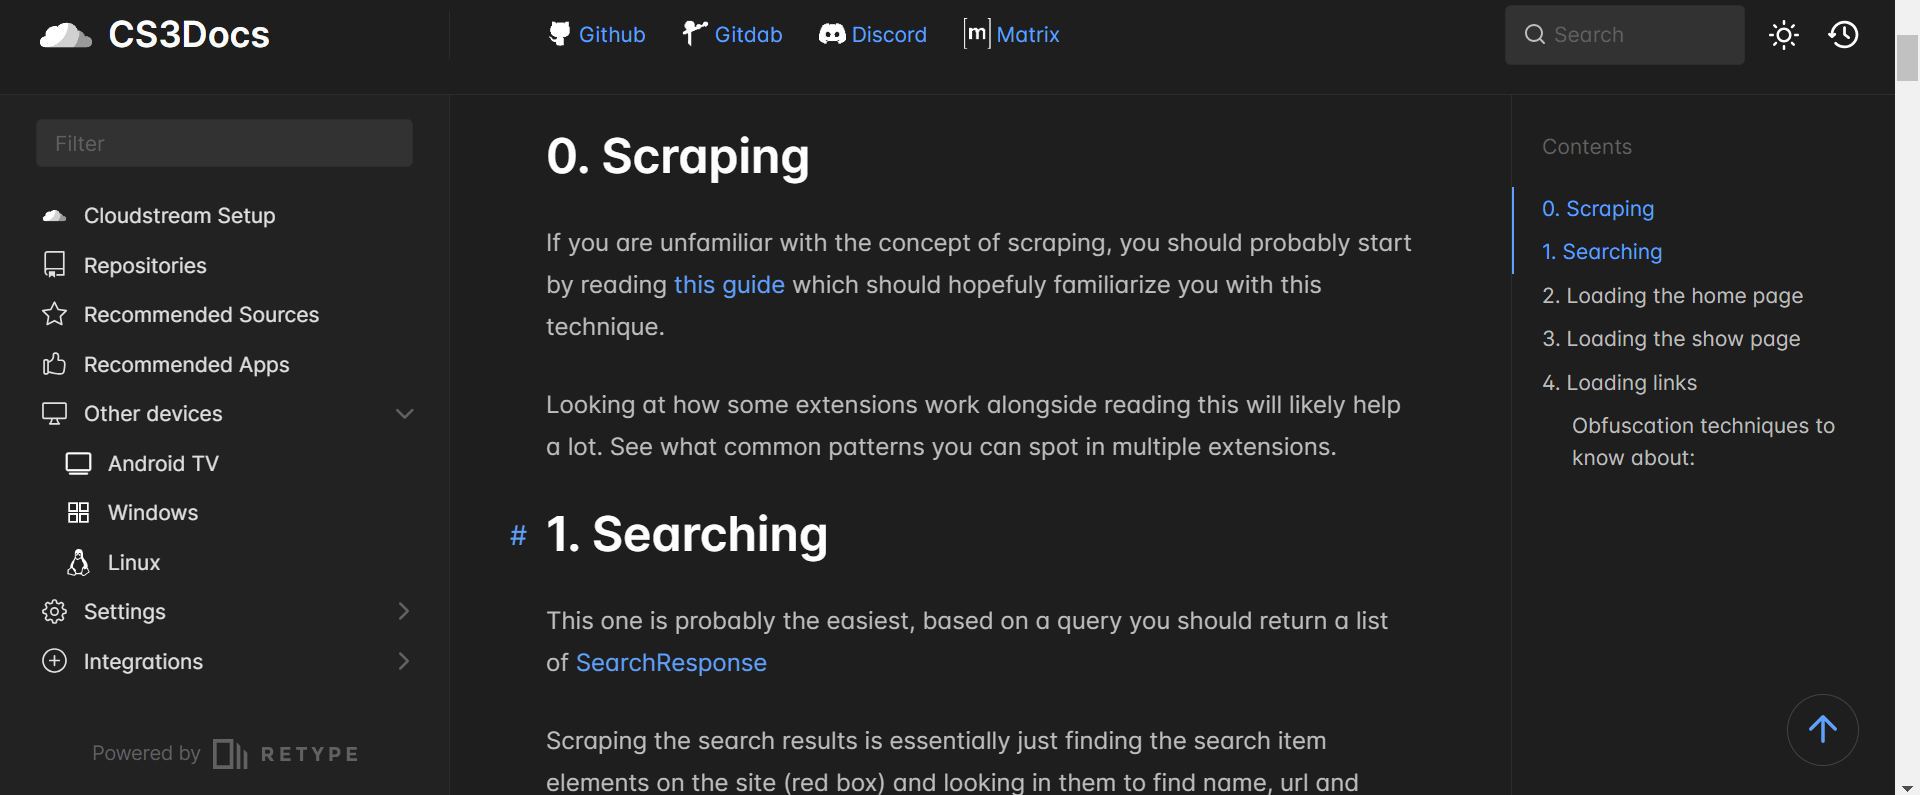 CS3Docs
Github
Gitdab
Discord
[m] Matrix
Search
Filter
Cloudstream Setup
Repositories
Recommended Sources
Recommended Apps
Other devices
Android TV
Windows
Linux
Settings
Integrations
Powered by RETYPE
0. Scraping
If you are unfamiliar with the concept of scraping, you should probably start
by reading this guide which should hopefuly familiarize you with this
technique.
Looking at how some extensions work alongside reading this will likely help
a lot. See what common patterns you can spot in multiple extensions.
# 1. Searching
This one is probably the easiest, based on a query you should return a list
of SearchResponse
Scraping the search results is essentially just finding the search item
elements on the site (red box) and looking in them to find name, url and
Contents
0. Scraping
1. Searching
2. Loading the home page
3. Loading the show page
4. Loading links
Obfuscation techniques to
know about: